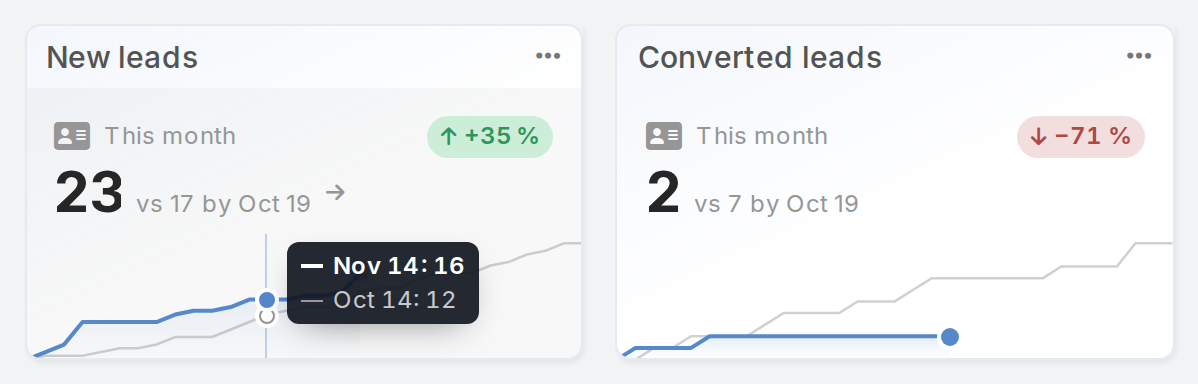 New leads
This month
+35 %
23 vs 17 by Oct 19
Nov 14: 16
Oct 14: 12
Converted leads
This month
−71 %
2 vs 7 by Oct 19